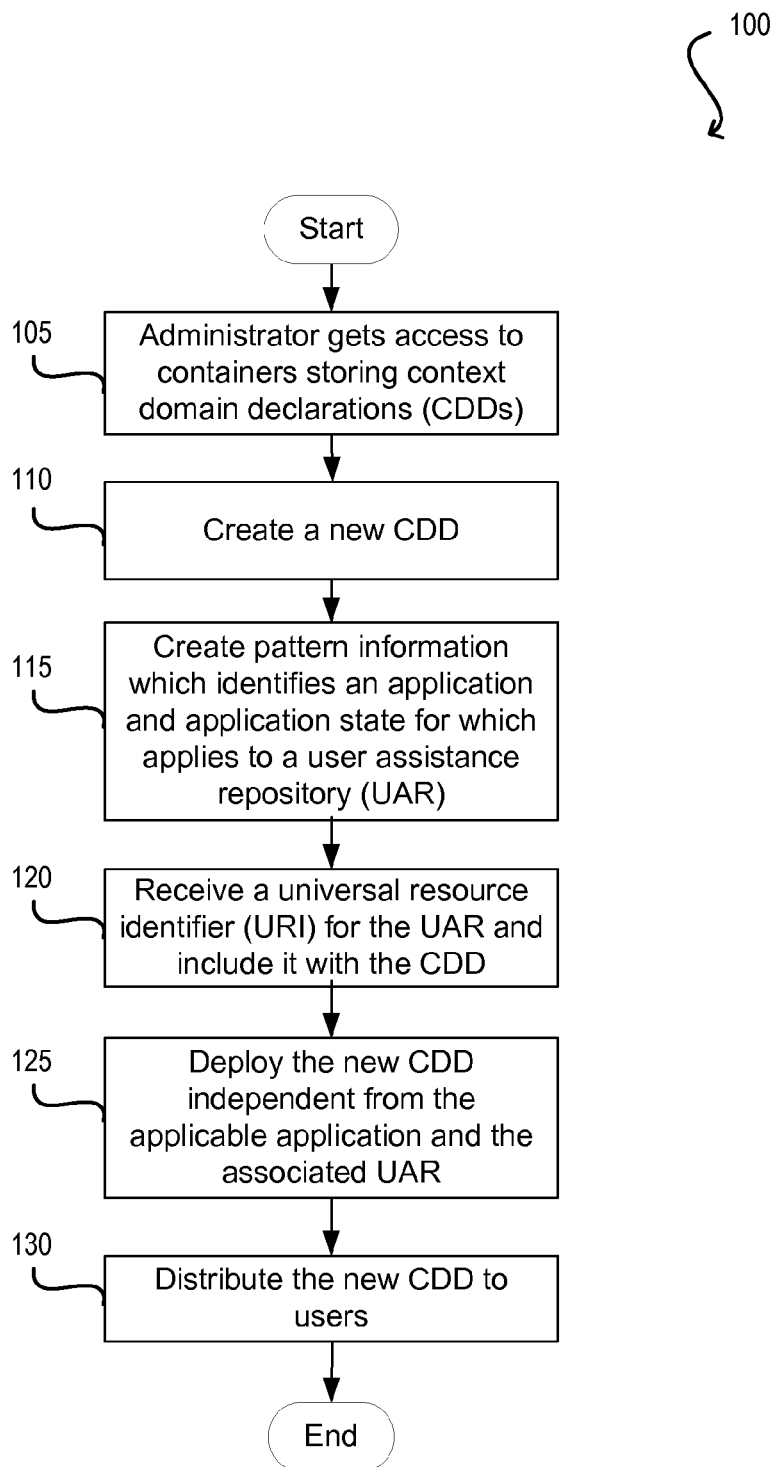 100
Start
105
Administrator gets access to
containers storing context
domain declarations (CDDs)
110
Create a new CDD
115
Create pattern information
which identifies an application
and application state for which
applies to a user assistance
repository (UAR)
120
Receive a universal resource
identifier (URI) for the UAR and
include it with the CDD
125
Deploy the new CDD
independent from the
applicable application and the
associated UAR
130
Distribute the new CDD to
users
End